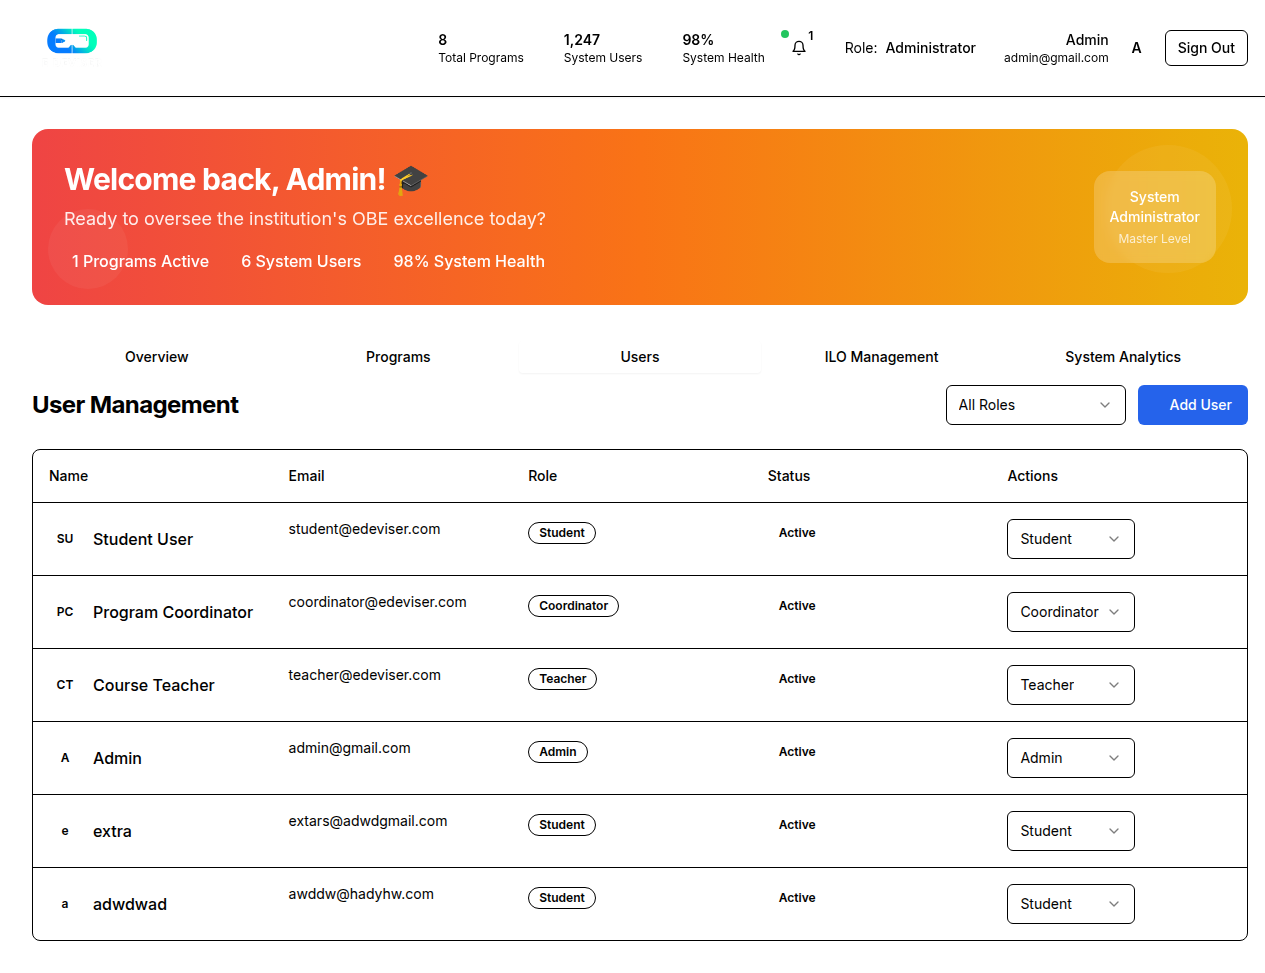 8
Total Programs
1,247
System Users
98%
System Health
1
Role: Administrator
Admin
admin@gmail.com
A
Sign Out
Welcome back, Admin! 🎓
Ready to oversee the institution's OBE excellence today?
1 Programs Active 6 System Users 98% System Health
System
Administrator
Master Level
Overview Programs Users ILO Management System Analytics
User Management
All Roles
Add User
Name Email Role Status Actions
SU Student User student@edeviser.com Student Active Student
PC Program Coordinator coordinator@edeviser.com Coordinator Active Coordinator
CT Course Teacher teacher@edeviser.com Teacher Active Teacher
A Admin admin@gmail.com Admin Active Admin
e extra extars@adwdgmail.com Student Active Student
a adwdwad awddw@hadyhw.com Student Active Student